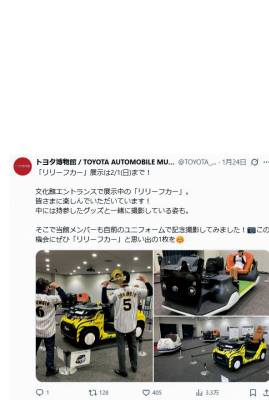 トヨタ博物館 / TOYOTA AUTOMOBILE MU... @TOYOTA_... · 1月24日
「リリーフカー」展示は2/1(日)まで！
文化館エントランスで展示中の「リリーフカー」。
皆さまに楽しんでいただいています！
中には持参したグッズと一緒に撮影している姿も。
そこで当館メンバーも自前のユニフォームで記念撮影してみました！📷この
機会にぜひ「リリーフカー」と思い出の1枚を😊
6
5
1 128 405 3.3万